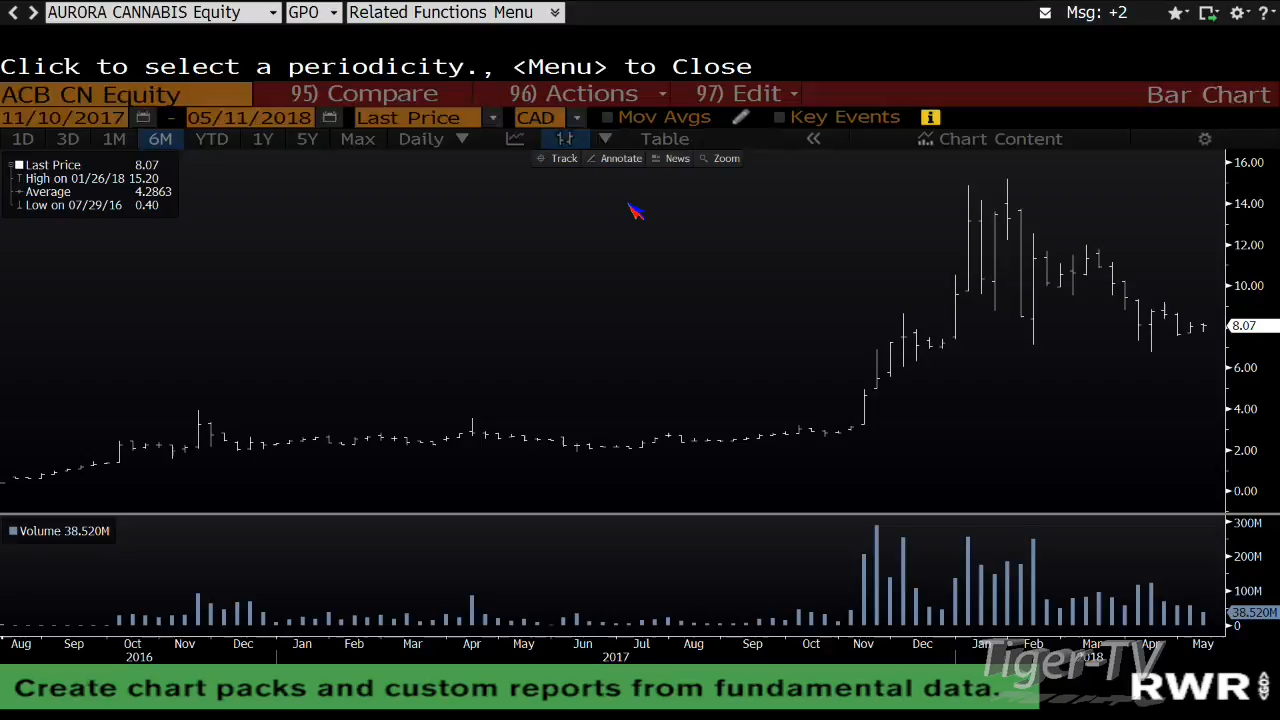 AURORA CANNABIS Equity GPO Related Functions Menu Msg: +2 ?
Click to select a periodicity., <Menu> to Close
ACB CN Equity 95) Compare 96) Actions 97) Edit Bar Chart
11/10/2017 - 05/11/2018 Last Price CAD Mov Avgs Key Events i
1D 3D 1M 6M YTD 1Y 5Y Max Daily Table Chart Content
Track Annotate News Zoom
Last Price 8.07
High on 01/26/18 15.20
Average 4.2863
Low on 07/29/16 0.40
16.00
14.00
12.00
10.00
8.07
6.00
4.00
2.00
0.00
Volume 38.520M
300M
200M
100M
38.520M
0
Aug Sep Oct Nov Dec Jan Feb Mar Apr May Jun Jul Aug Sep Oct Nov Dec Jan Feb Mar Apr May
2016 2017 2018
Tiger-TV
Create chart packs and custom reports from fundamental data.
RWR